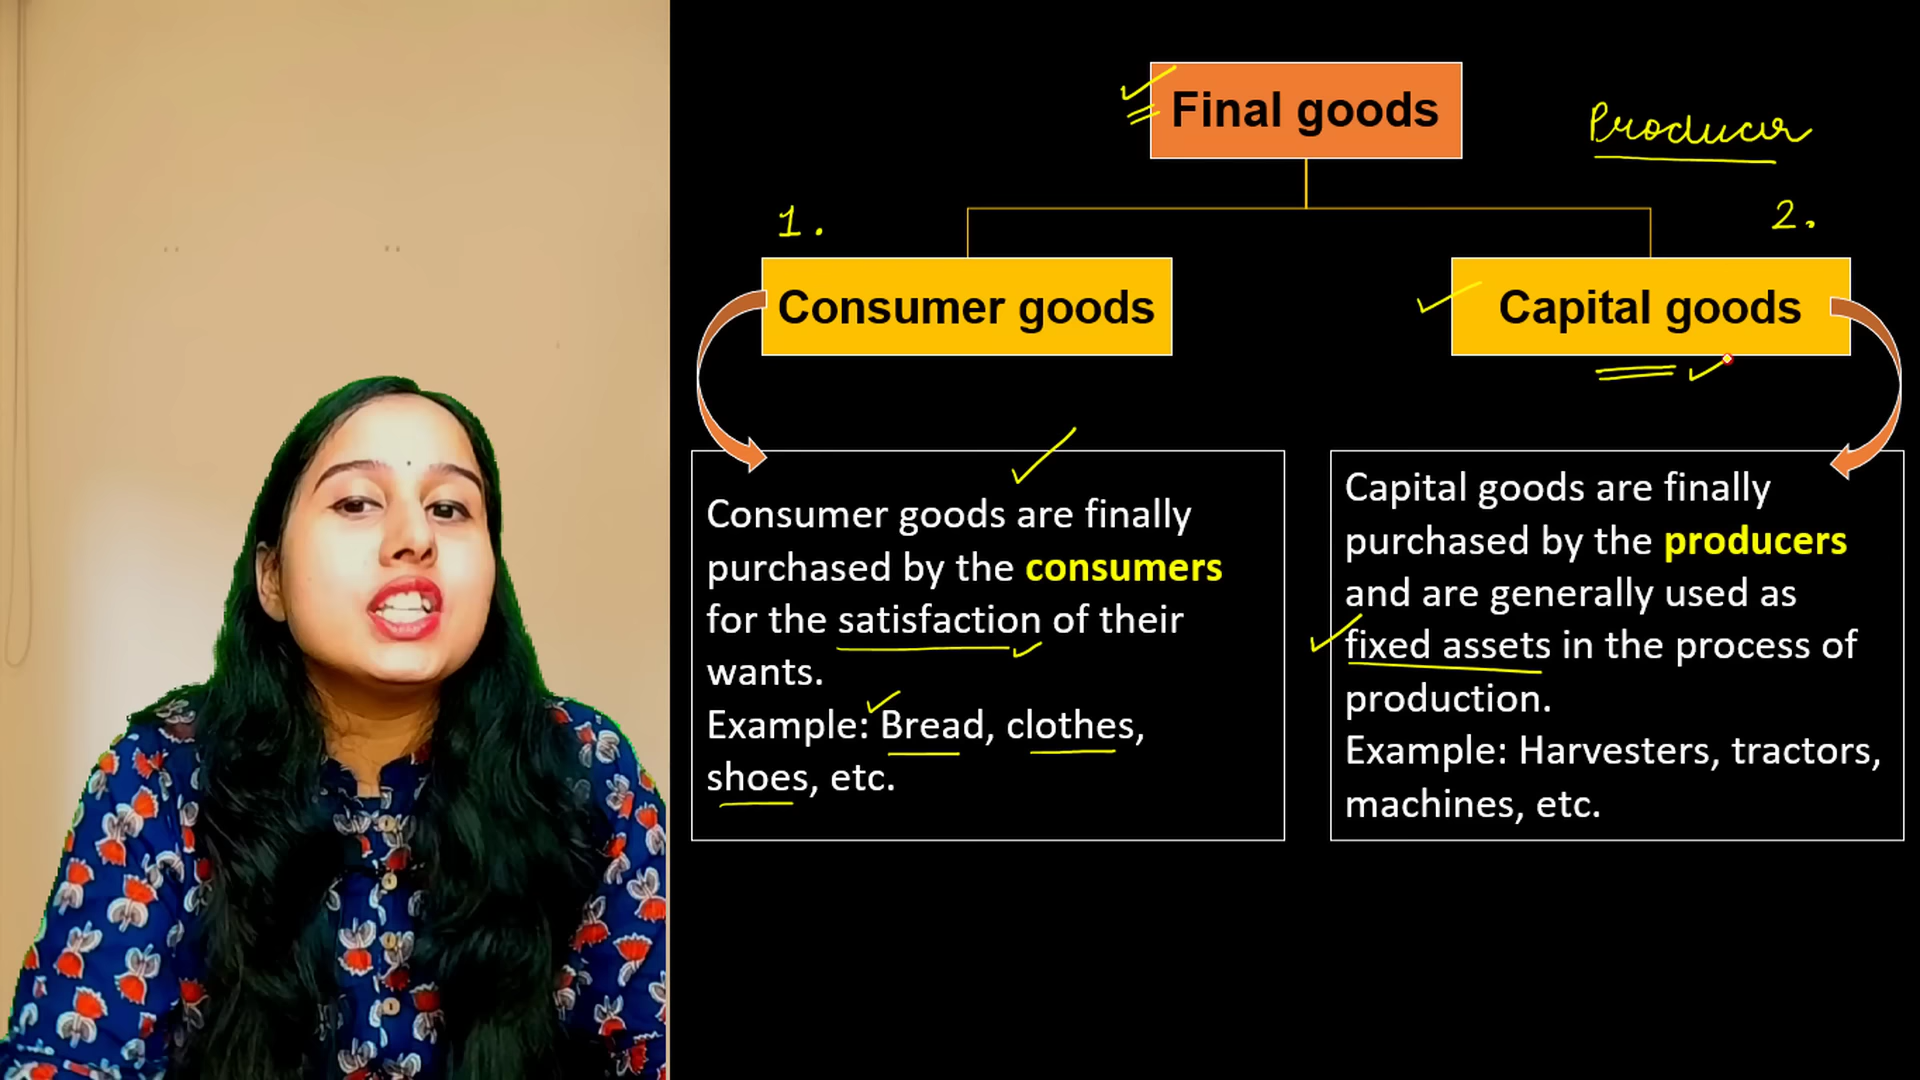 Final goods
Producer
1.
2.
Consumer goods
Capital goods
Consumer goods are finally
purchased by the consumers
for the satisfaction of their
wants.
Example: Bread, clothes,
shoes, etc.
Capital goods are finally
purchased by the producers
and are generally used as
fixed assets in the process of
production.
Example: Harvesters, tractors,
machines, etc.